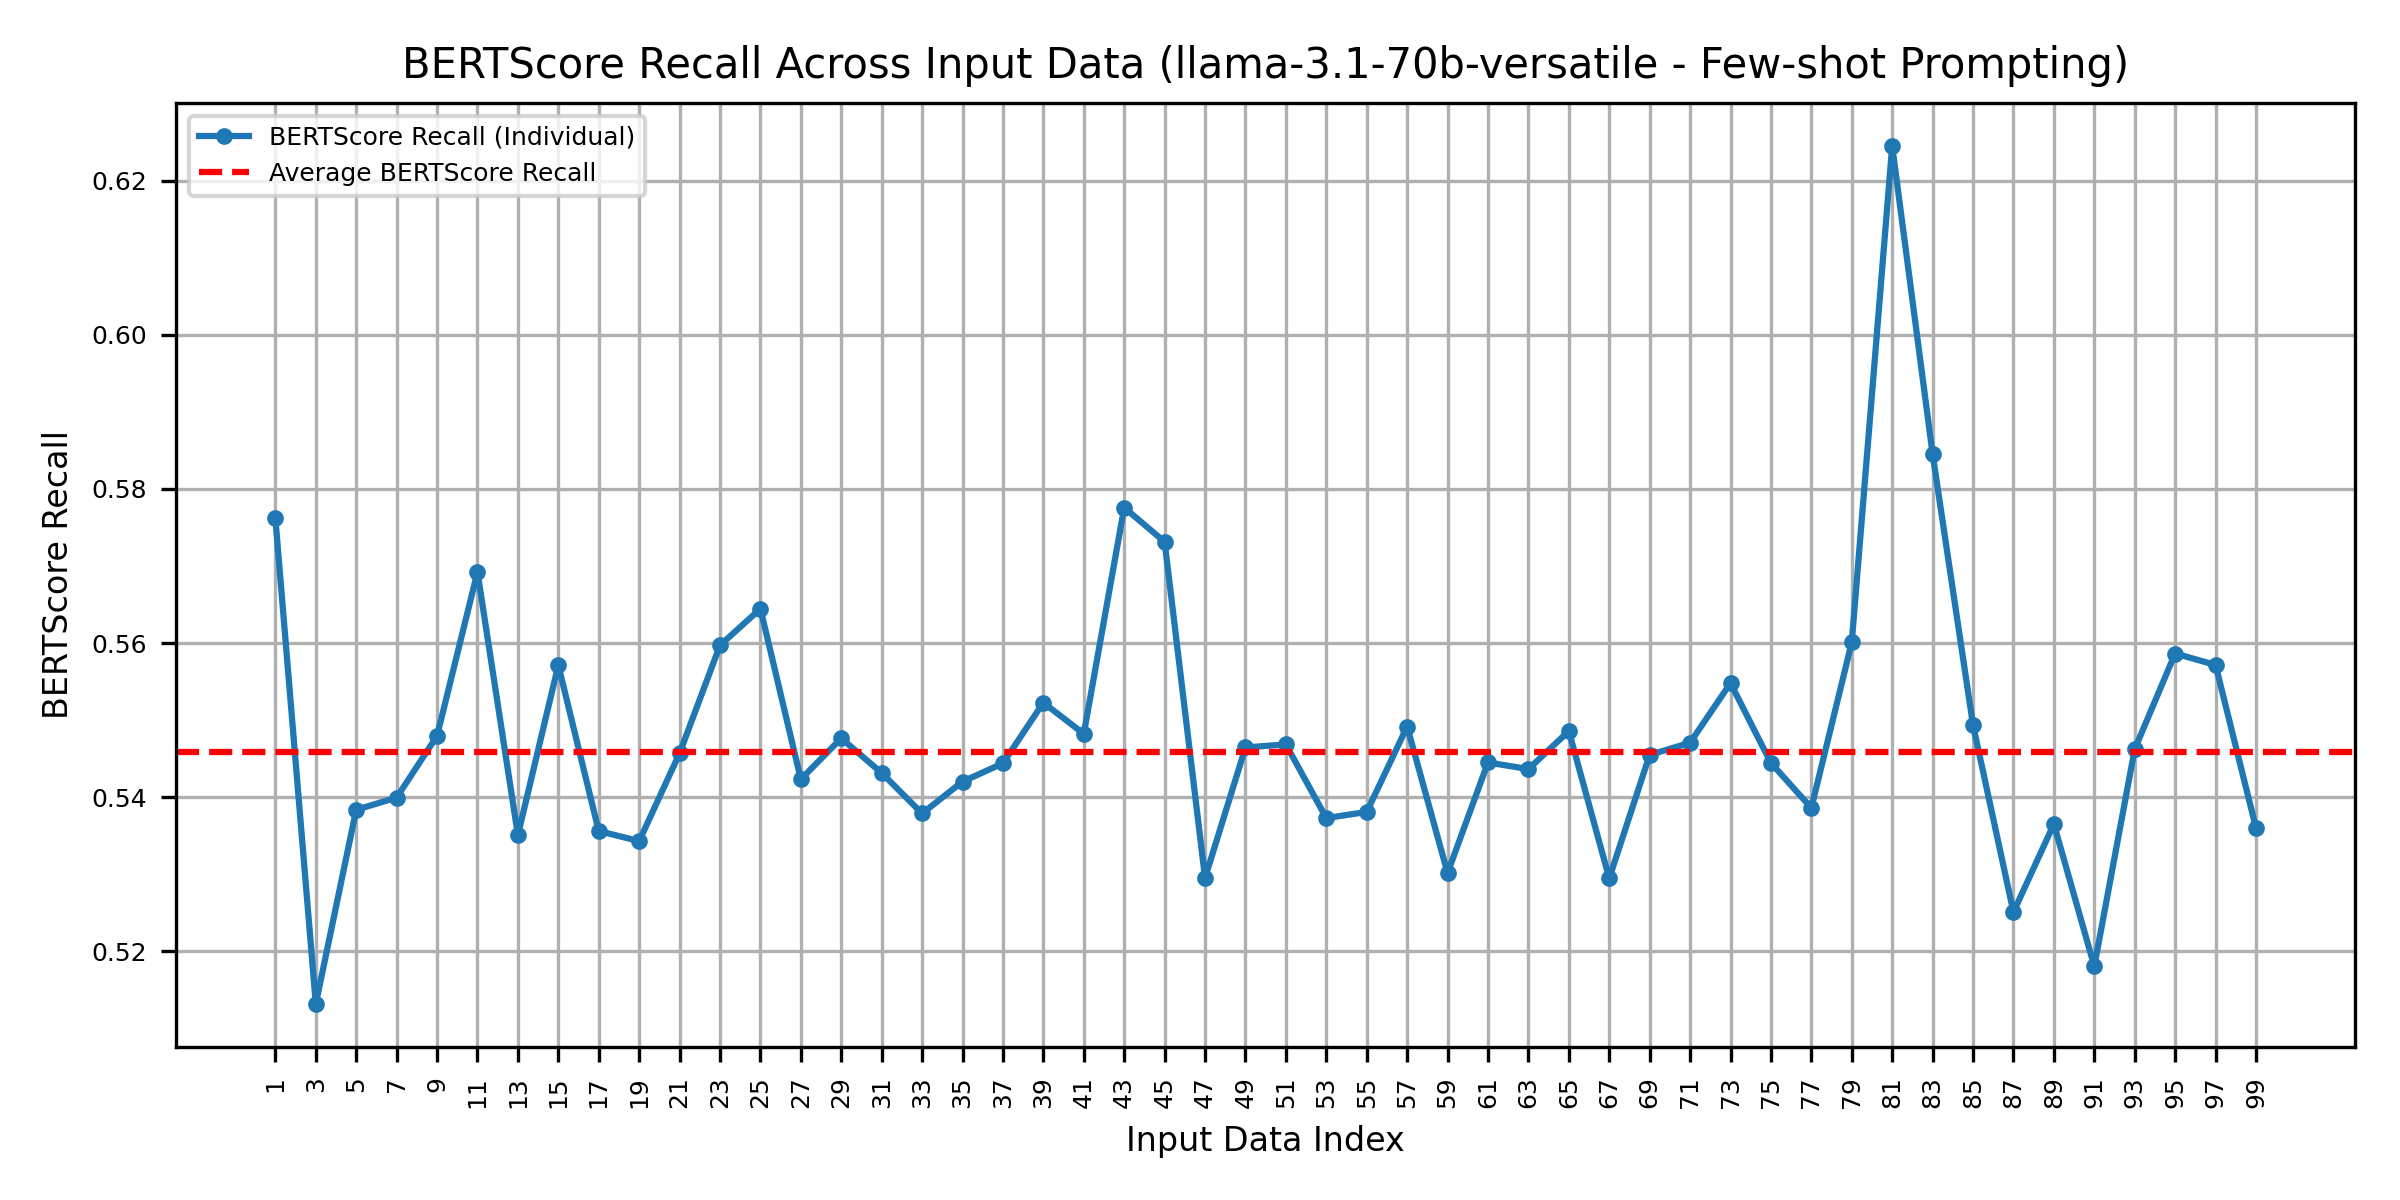 BERTScore Recall Across Input Data (llama-3.1-70b-versatile - Few-shot Prompting)
BERTScore Recall (Individual)
Average BERTScore Recall
BERTScore Recall
0.62
0.60
0.58
0.56
0.54
0.52
1 3 5 7 9 11 13 15 17 19 21 23 25 27 29 31 33 35 37 39 41 43 45 47 49 51 53 55 57 59 61 63 65 67 69 71 73 75 77 79 81 83 85 87 89 91 93 95 97 99
Input Data Index